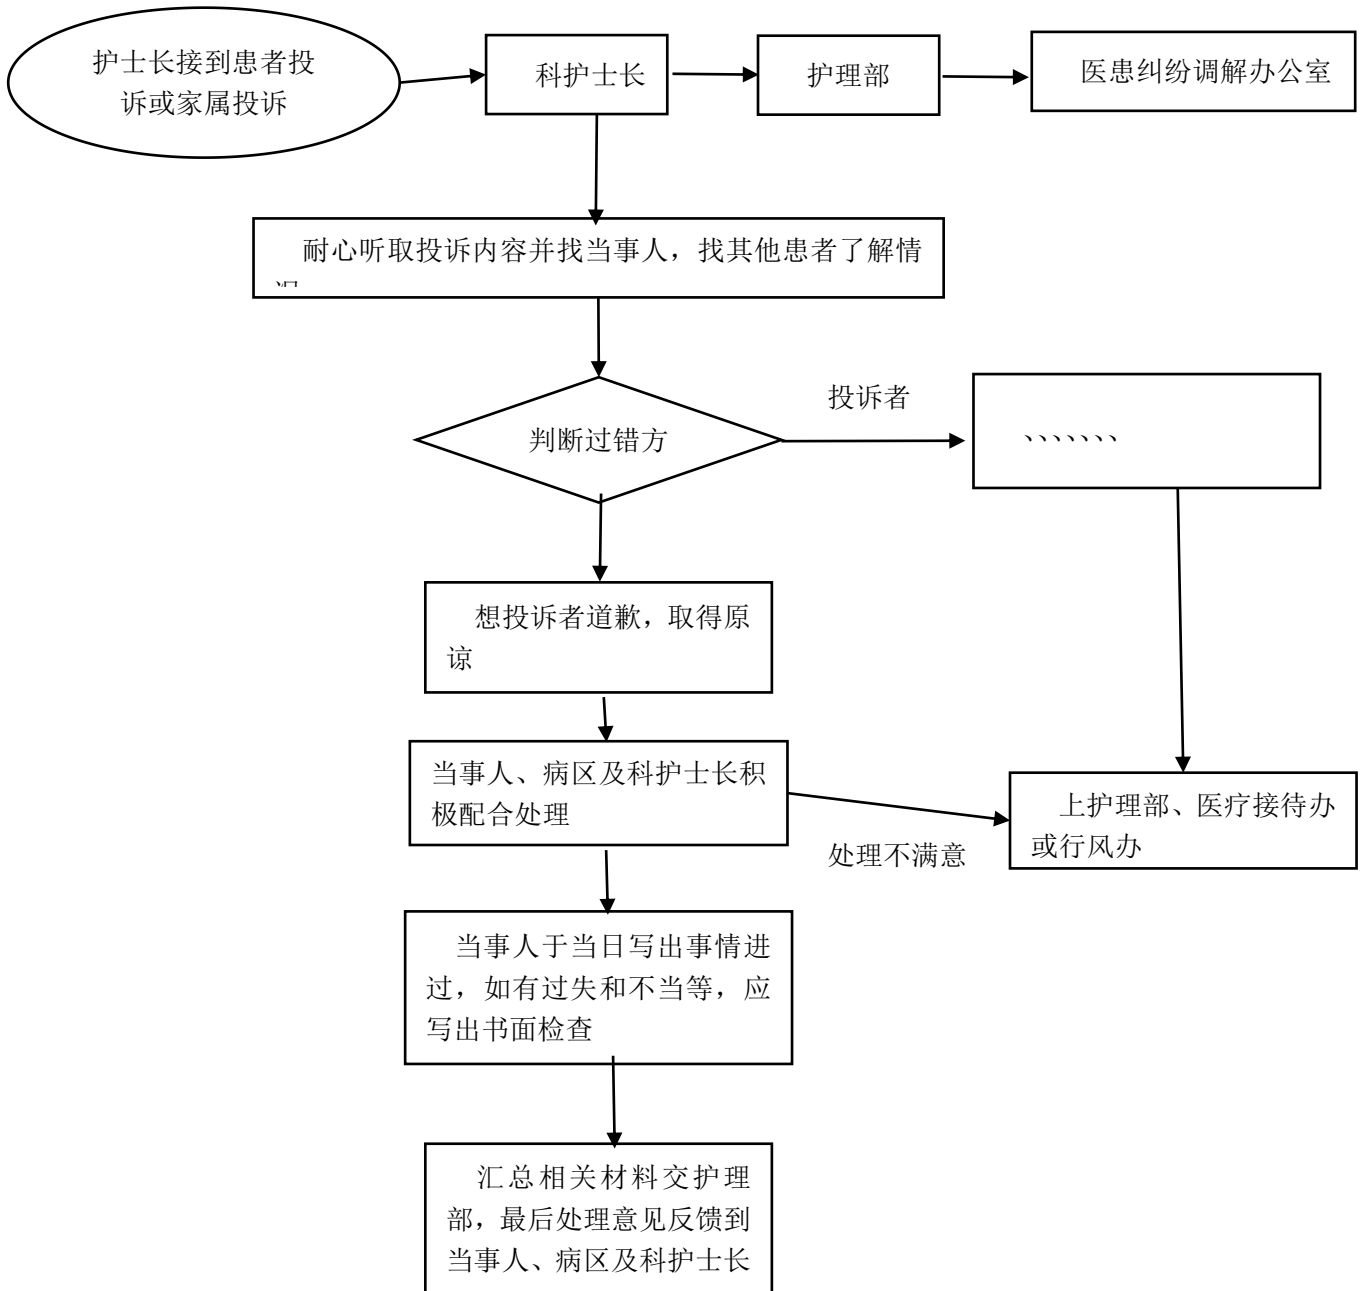 护士长接到患者投
诉或家属投诉
科护士长
护理部
医患纠纷调解办公室
耐心听取投诉内容并找当事人，找其他患者了解情
判断过错方
投诉者
、、、、、、、
想投诉者道歉，取得原
谅
当事人、病区及科护士长积
极配合处理
处理不满意
上护理部、医疗接待办
或行风办
当事人于当日写出事情进
过，如有过失和不当等，应
写出书面检查
汇总相关材料交护理
部，最后处理意见反馈到
当事人、病区及科护士长